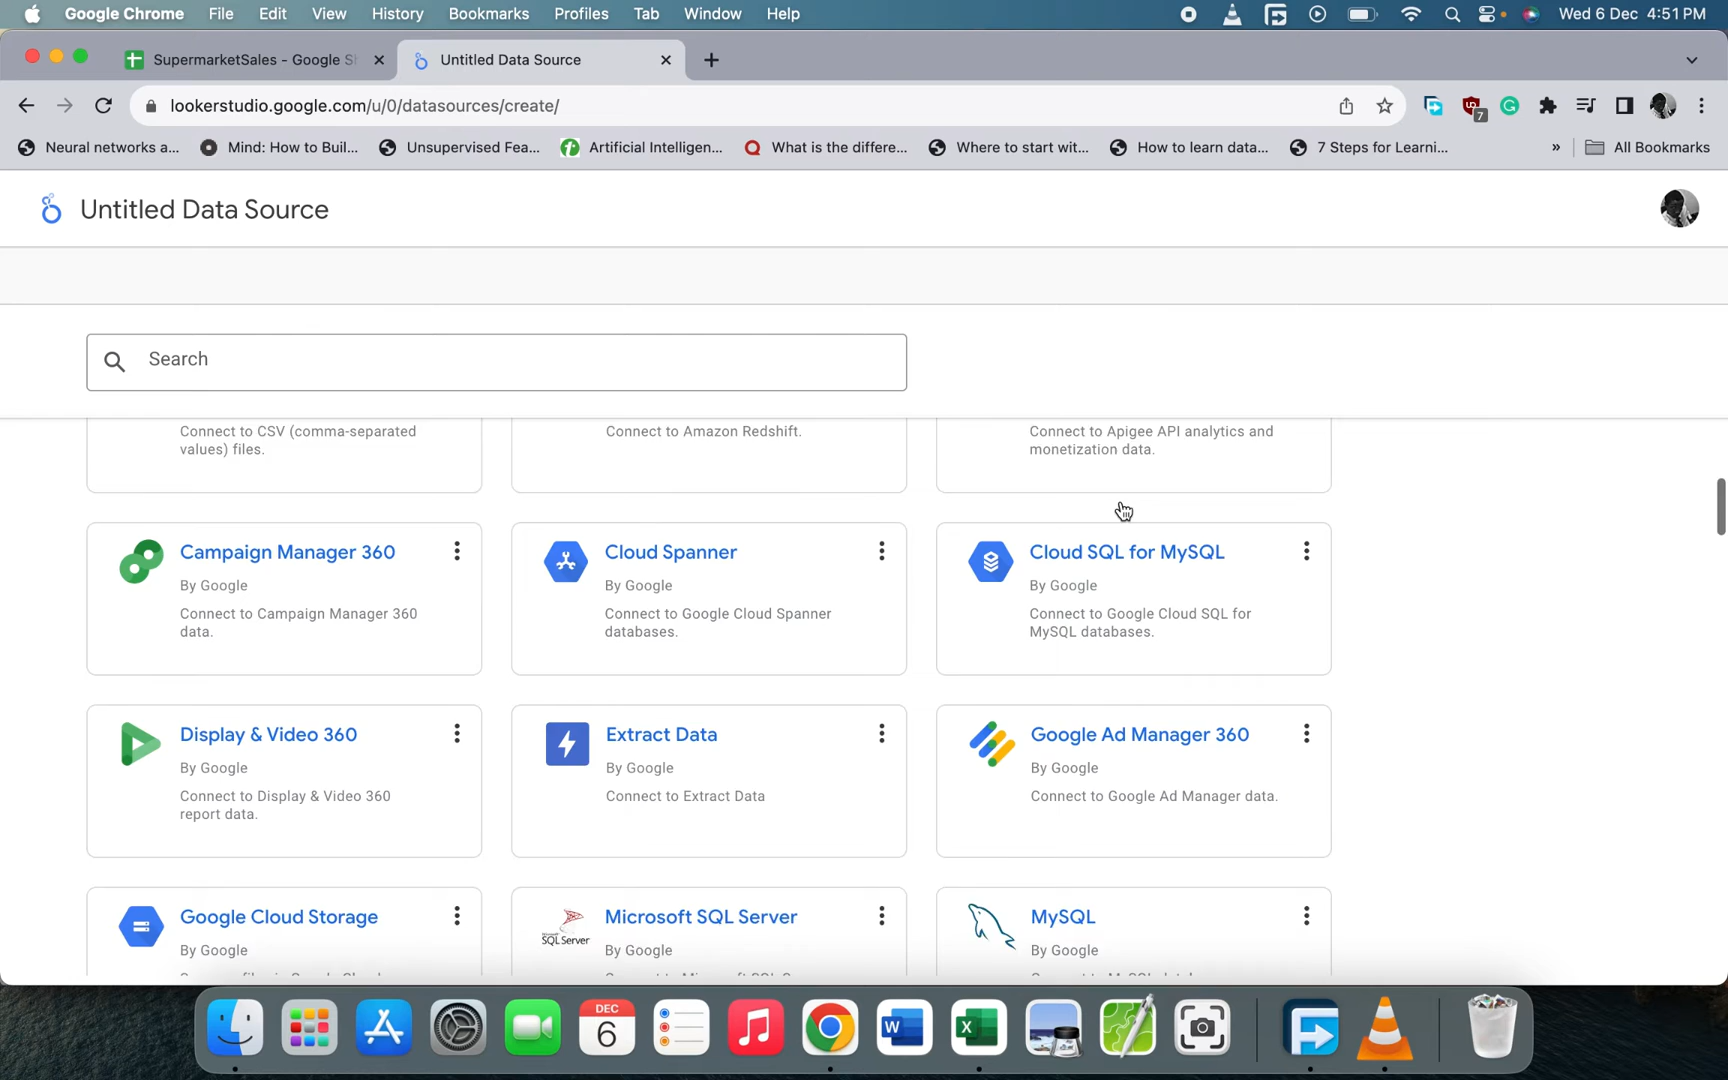 Google Chrome File Edit View History Bookmarks Profiles Tab Window Help Wed 6 Dec 4:51 PM
SupermarketSales - Google S
Untitled Data Source
lookerstudio.google.com/u/0/datasources/create/
7
Neural networks a... Mind: How to Buil... Unsupervised Fea... Artificial Intelligen... What is the differe... Where to start wit... How to learn data... 7 Steps for Learni... » All Bookmarks
Untitled Data Source
Search
Connect to CSV (comma-separated
values) files.
Connect to Amazon Redshift.
Connect to Apigee API analytics and
monetization data.
Campaign Manager 360
By Google
Connect to Campaign Manager 360
data.
Cloud Spanner
By Google
Connect to Google Cloud Spanner
databases.
Cloud SQL for MySQL
By Google
Connect to Google Cloud SQL for
MySQL databases.
Display & Video 360
By Google
Connect to Display & Video 360
report data.
Extract Data
By Google
Connect to Extract Data
Google Ad Manager 360
By Google
Connect to Google Ad Manager data.
Google Cloud Storage
By Google
Microsoft SQL Server
By Google
SQL Server
MySQL
By Google
DEC
6
W
X